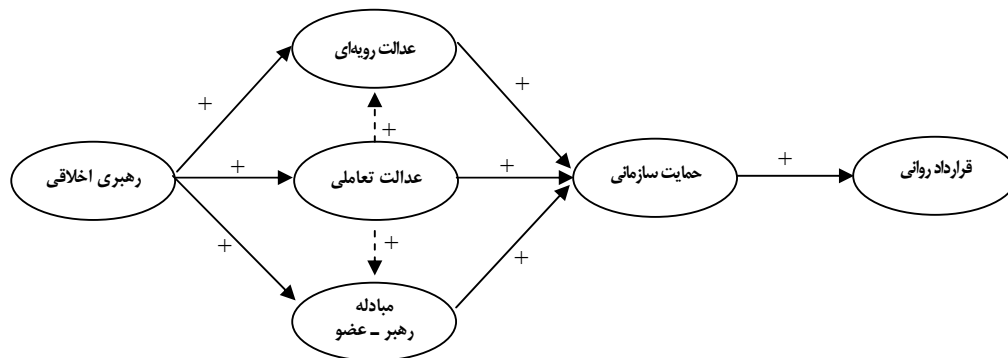 عدالت رویه‌ای
+
+
+
رهبری اخلاقی
+
عدالت تعاملی
+
حمایت سازمانی
+
قرارداد روانی
+
+
+
مبادله
رهبر ـ عضو